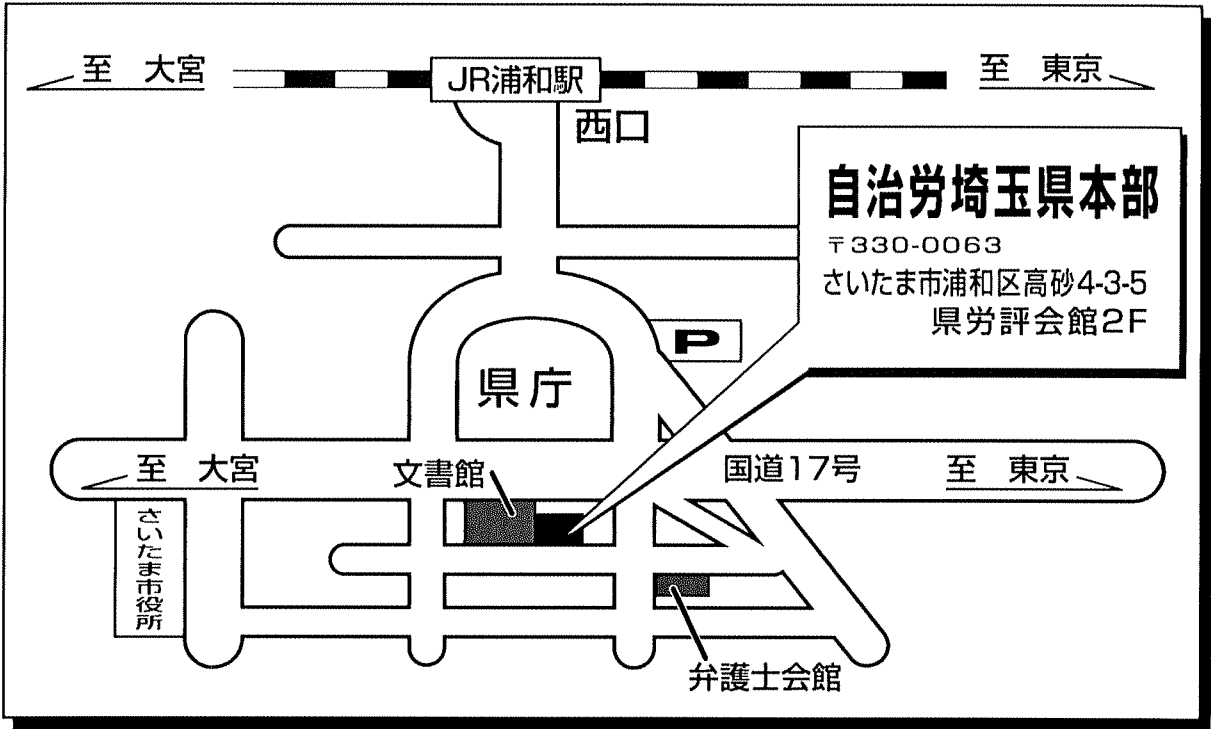 至　大宮
JR浦和駅
至　東京
西口
自治労埼玉県本部
〒330-0063
さいたま市浦和区高砂4-3-5
県労評会館2F
P
県庁
至　大宮
文書館
国道17号
至　東京
さいたま市役所
弁護士会館